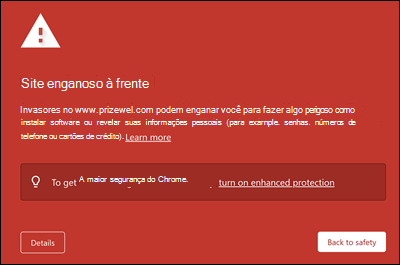 Site enganoso à frente
Invasores no www.prizewel.com podem enganar você para fazer algo perigoso como
instalar software ou revelar suas informações pessoais (para example. senhas. números de
telefone ou cartões de crédito). Learn more
To get A maior segurança do Chrome. turn on enhanced protection
Details
Back to safety